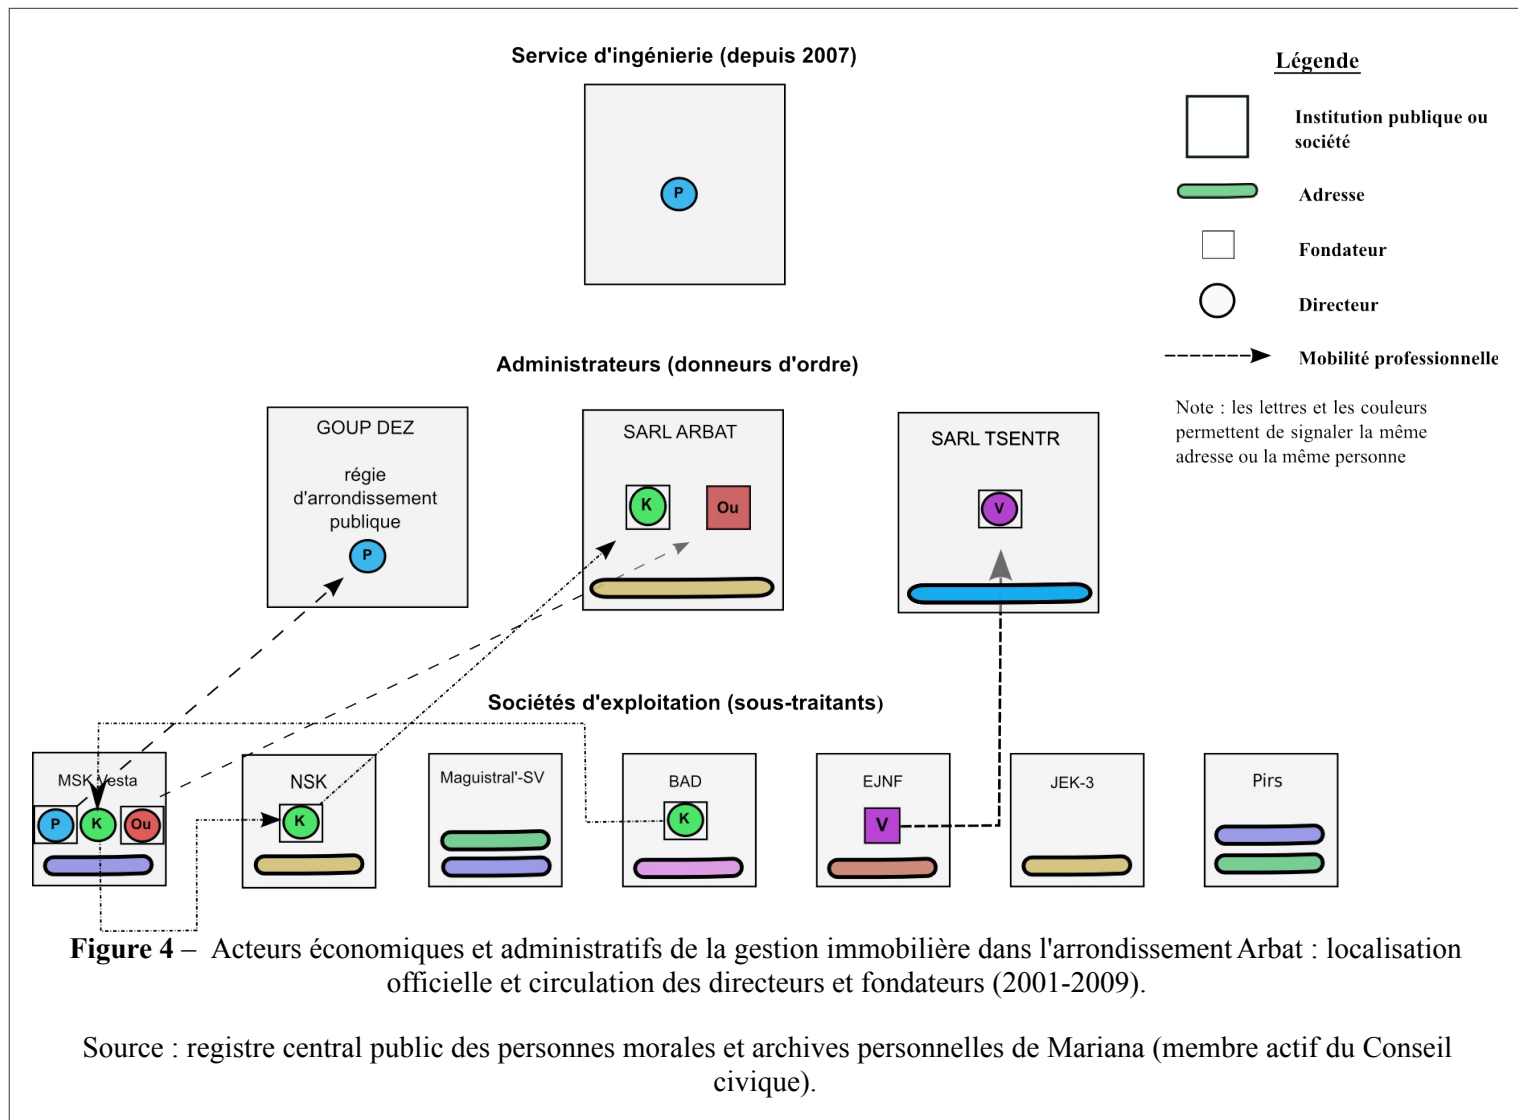 Service d'ingénierie (depuis 2007)
P
Légende
Institution publique ou
société
Adresse
Fondateur
Directeur
Mobilité professionnelle
Note : les lettres et les couleurs
permettent de signaler la même
adresse ou la même personne
Administrateurs (donneurs d'ordre)
GOUP DEZ
régie
d'arrondissement
publique
P
SARL ARBAT
K
Ou
SARL TSENTR
V
Sociétés d'exploitation (sous-traitants)
MSK Vesta
P
K
Ou
NSK
K
Maguistral'-SV
BAD
K
EJNF
V
JEK-3
Pirs
Figure 4 – Acteurs économiques et administratifs de la gestion immobilière dans l'arrondissement Arbat : localisation
officielle et circulation des directeurs et fondateurs (2001-2009).
Source : registre central public des personnes morales et archives personnelles de Mariana (membre actif du Conseil
civique).